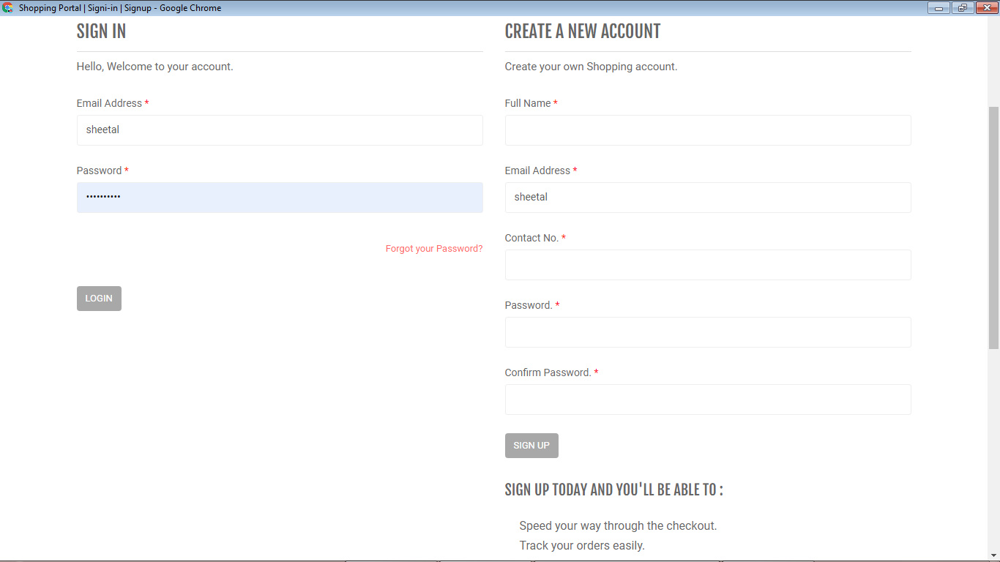 Shopping Portal | Signi-in | Signup - Google Chrome
SIGN IN
Hello, Welcome to your account.
Email Address *
sheetal
Password *
••••••••••
Forgot your Password?
LOGIN
CREATE A NEW ACCOUNT
Create your own Shopping account.
Full Name *
Email Address *
sheetal
Contact No. *
Password. *
Confirm Password. *
SIGN UP
SIGN UP TODAY AND YOU'LL BE ABLE TO :
Speed your way through the checkout.
Track your orders easily.